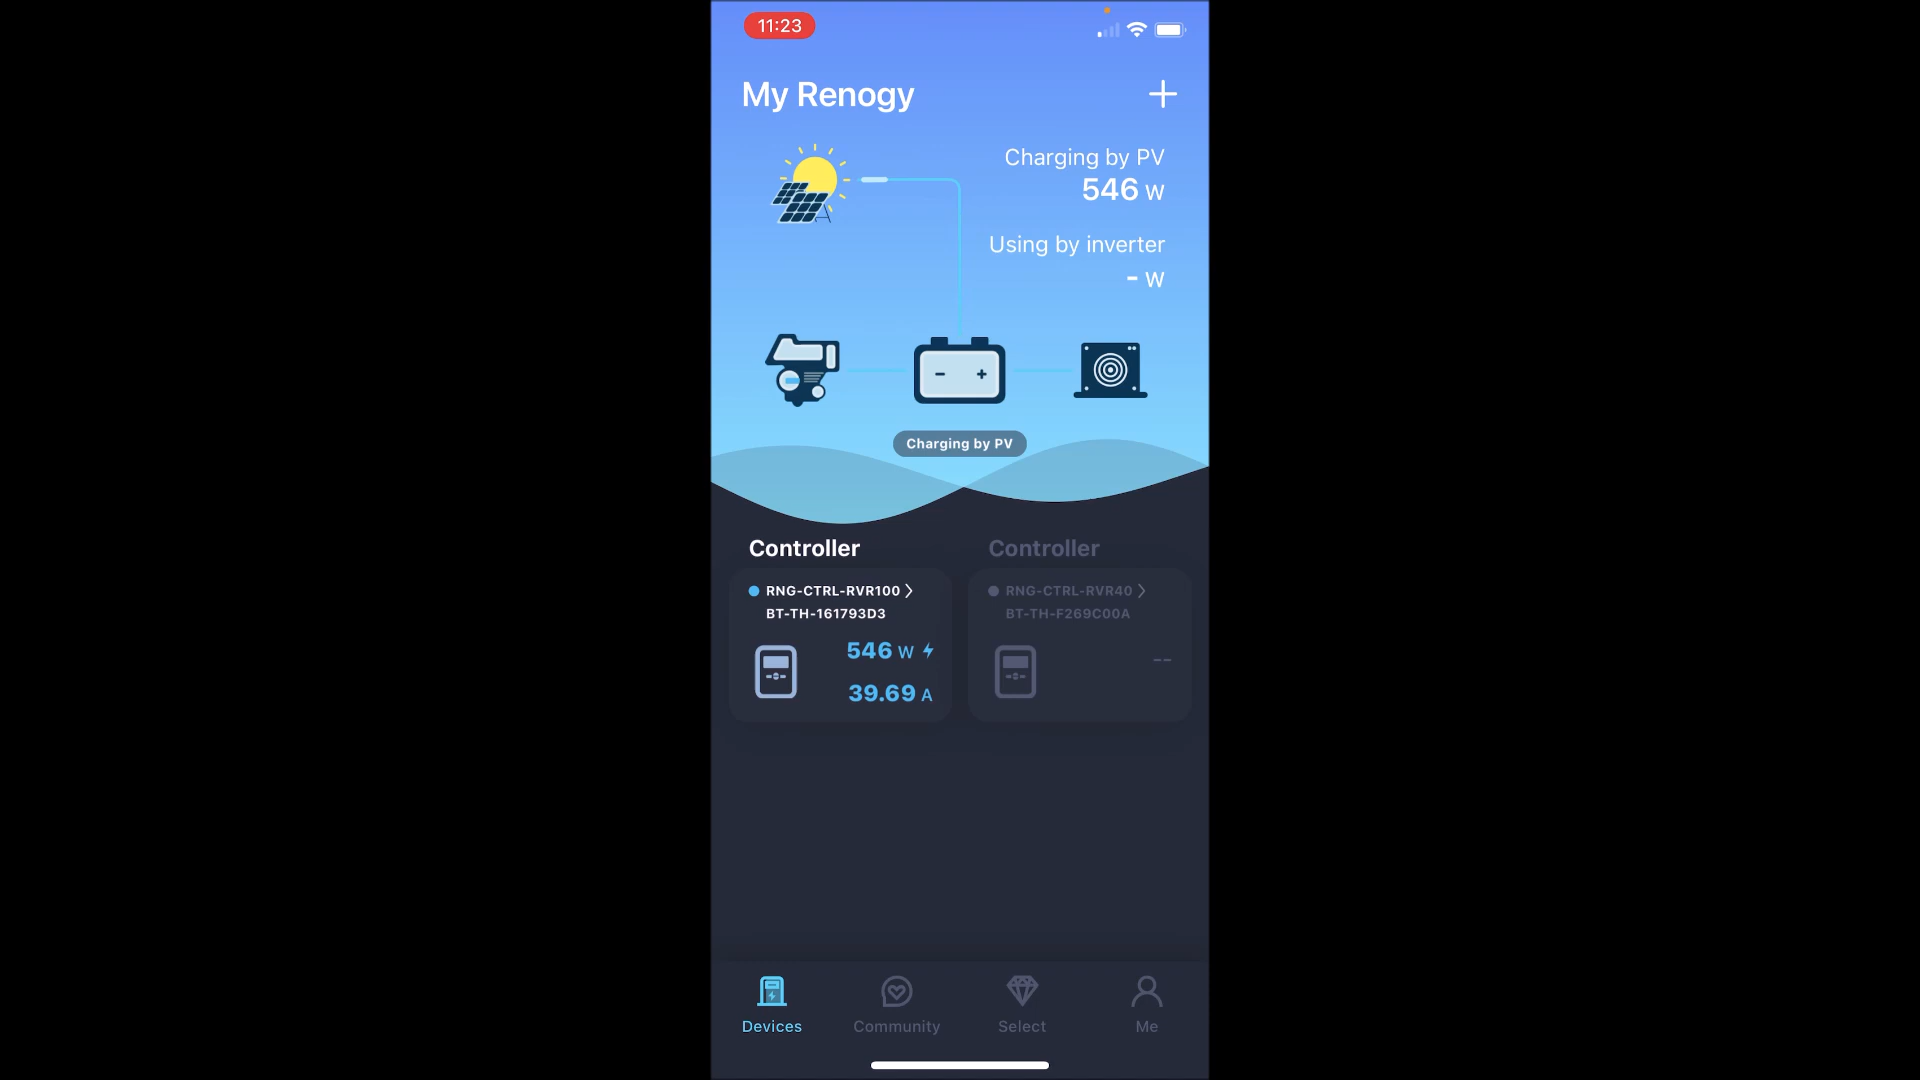 11:23
My Renogy
Charging by PV
546 W
Using by inverter
- W
Charging by PV
Controller
RNG-CTRL-RVR100
BT-TH-161793D3
546 W
39.69 A
Controller
RNG-CTRL-RVR40
BT-TH-F269C00A
--
Devices
Community
Select
Me